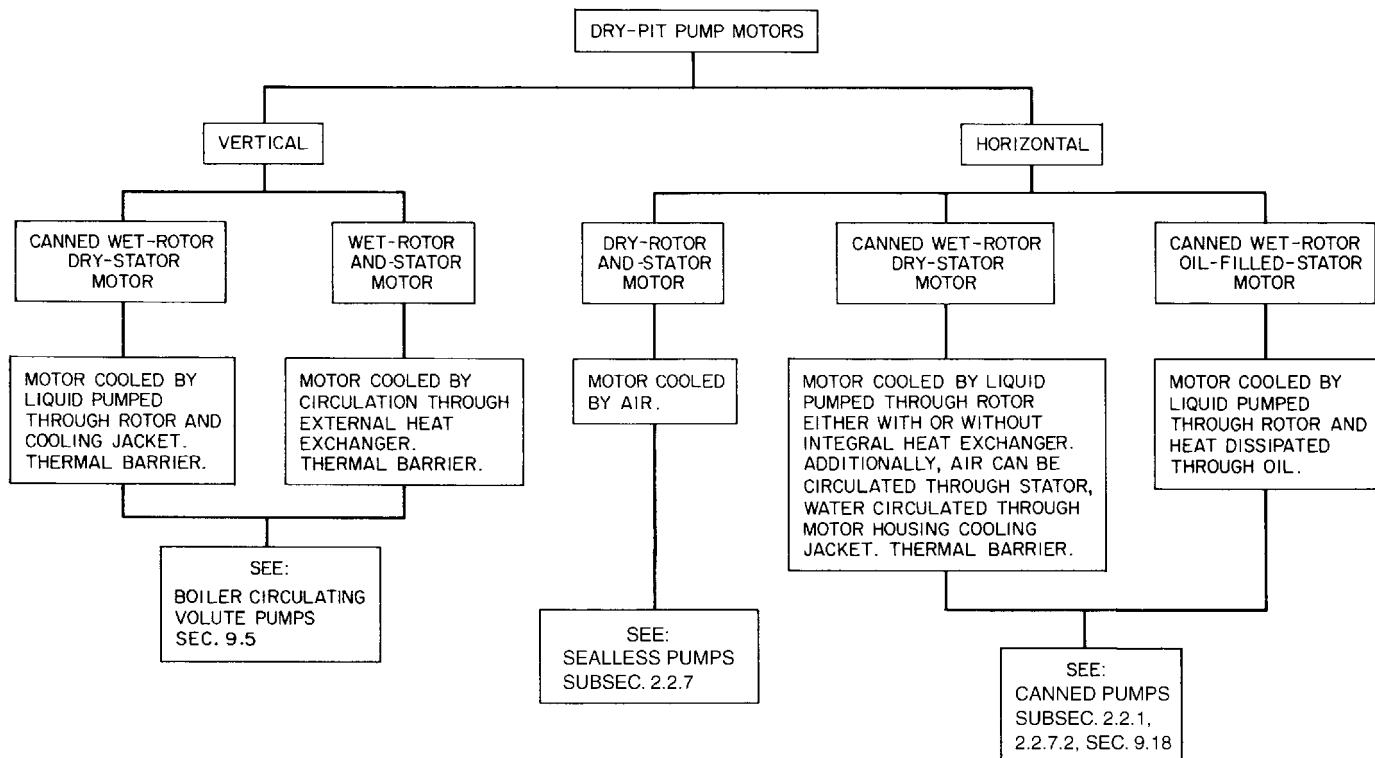 DRY-PIT PUMP MOTORS
VERTICAL
HORIZONTAL
CANNED WET-ROTOR
DRY-STATOR
MOTOR
WET-ROTOR
AND-STATOR
MOTOR
DRY-ROTOR
AND-STATOR
MOTOR
CANNED WET-ROTOR
DRY-STATOR
MOTOR
CANNED WET-ROTOR
OIL-FILLED-STATOR
MOTOR
MOTOR COOLED BY
LIQUID PUMPED
THROUGH ROTOR AND
COOLING JACKET.
THERMAL BARRIER.
MOTOR COOLED BY
CIRCULATION THROUGH
EXTERNAL HEAT
EXCHANGER.
THERMAL BARRIER.
MOTOR COOLED
BY AIR.
MOTOR COOLED BY LIQUID
PUMPED THROUGH ROTOR
EITHER WITH OR WITHOUT
INTEGRAL HEAT EXCHANGER.
ADDITIONALLY, AIR CAN BE
CIRCULATED THROUGH STATOR,
WATER CIRCULATED THROUGH
MOTOR HOUSING COOLING
JACKET. THERMAL BARRIER.
MOTOR COOLED BY
LIQUID PUMPED
THROUGH ROTOR AND
HEAT DISSIPATED
THROUGH OIL.
SEE:
BOILER CIRCULATING
VOLUTE PUMPS
SEC. 9.5
SEE:
SEALLESS PUMPS
SUBSEC. 2.2.7
SEE:
CANNED PUMPS
SUBSEC. 2.2.1,
2.2.7.2, SEC. 9.18